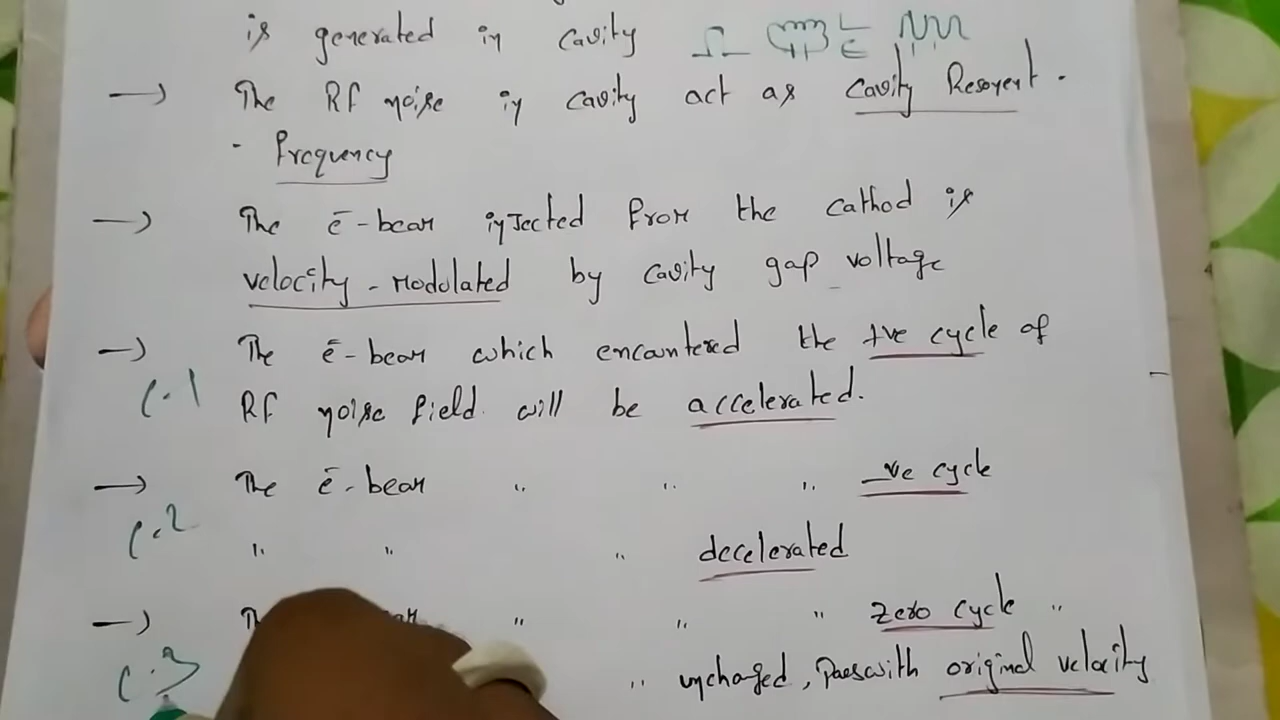 is generated in cavity
→ The RF noise in cavity act as cavity Resonent.
- Frequency
→ The ē-beam injected from the cathod is
velocity-modulated by cavity gap voltage
→ The ē-beam which encantered the +ve cycle of
C.1 RF noise field will be accelerated.
→ The ē-beam " " " -ve cycle
C.2 " " " decelerated
→ " " " zero cycle "
C.3 " unchaged, pass with original velocity